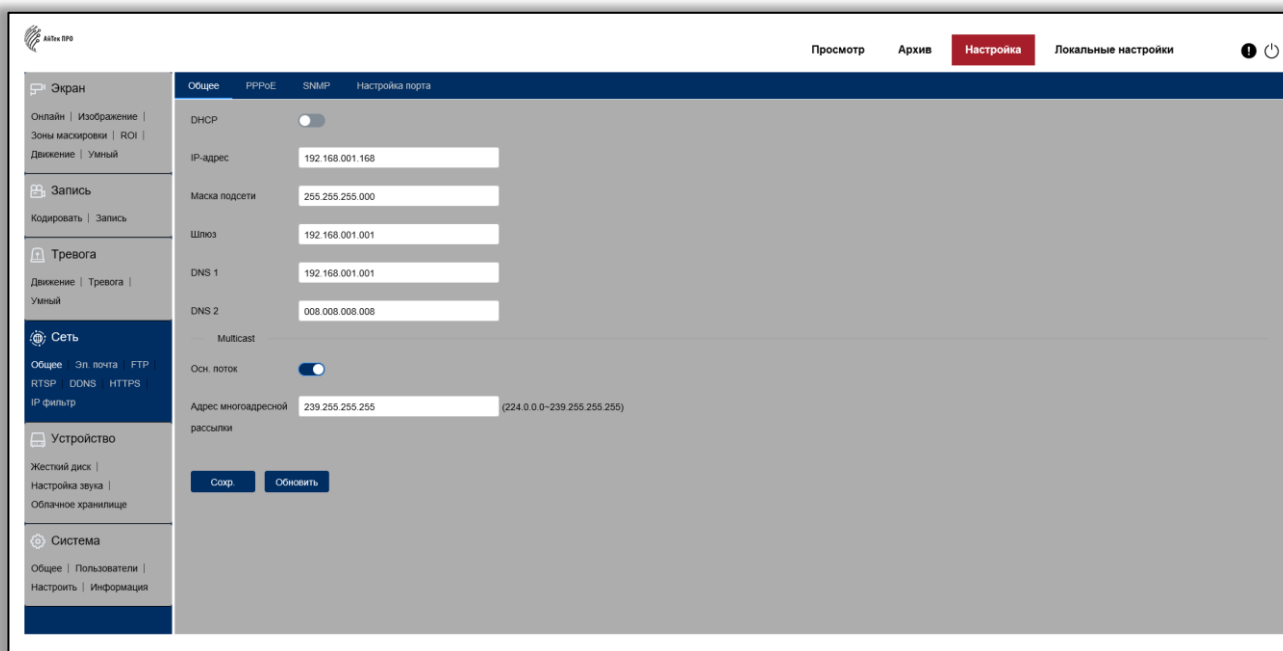 АйТек ПРО
Просмотр Архив Настройка Локальные настройки
Экран
Онлайн | Изображение |
Зоны маскировки | ROI |
Движение | Умный
Запись
Кодировать | Запись
Тревога
Движение | Тревога |
Умный
Сеть
Общее | Эл. почта | FTP |
RTSP | DDNS | HTTPS |
IP фильтр
Устройство
Жесткий диск |
Настройка звука |
Облачное хранилище
Система
Общее | Пользователи |
Настроить | Информация
Общее PPPoE SNMP Настройка порта
DHCP
IP-адрес 192.168.001.168
Маска подсети 255.255.255.000
Шлюз 192.168.001.001
DNS 1 192.168.001.001
DNS 2 008.008.008.008
Multicast
Осн. поток
Адрес многоадресной 239.255.255.255 (224.0.0.0~239.255.255.255)
рассылки
Сохр. Обновить